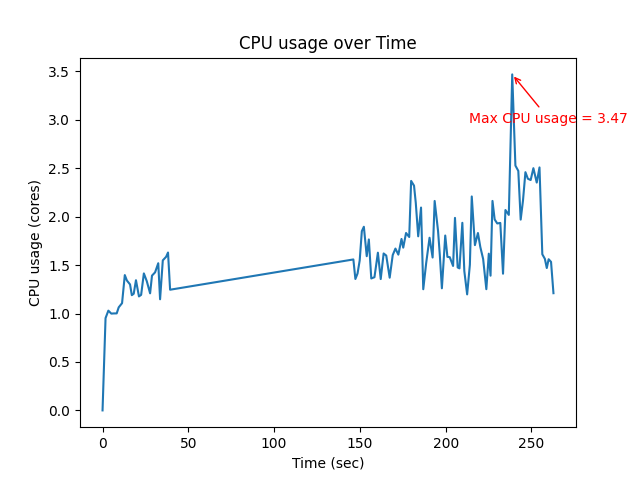 CPU usage over Time
3.5
3.0
2.5
2.0
1.5
1.0
0.5
0.0
CPU usage (cores)
Max CPU usage = 3.47
0 50 100 150 200 250
Time (sec)